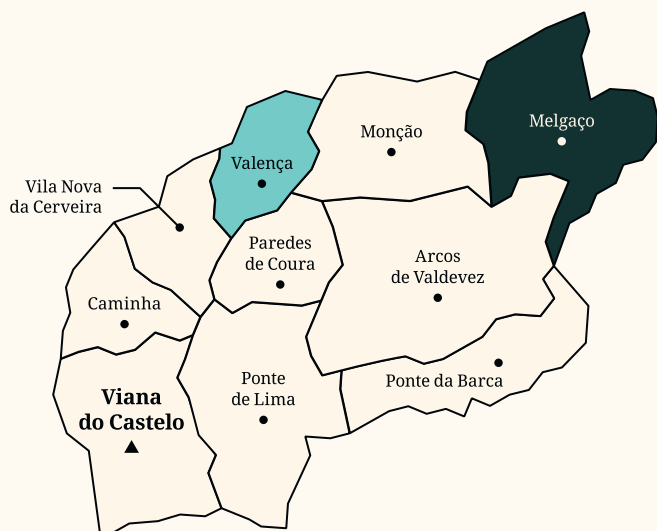 Melgaço
Monção
Valença
Vila Nova
da Cerveira
Paredes
de Coura
Arcos
de Valdevez
Caminha
Ponte da Barca
Ponte
de Lima
Viana
do Castelo